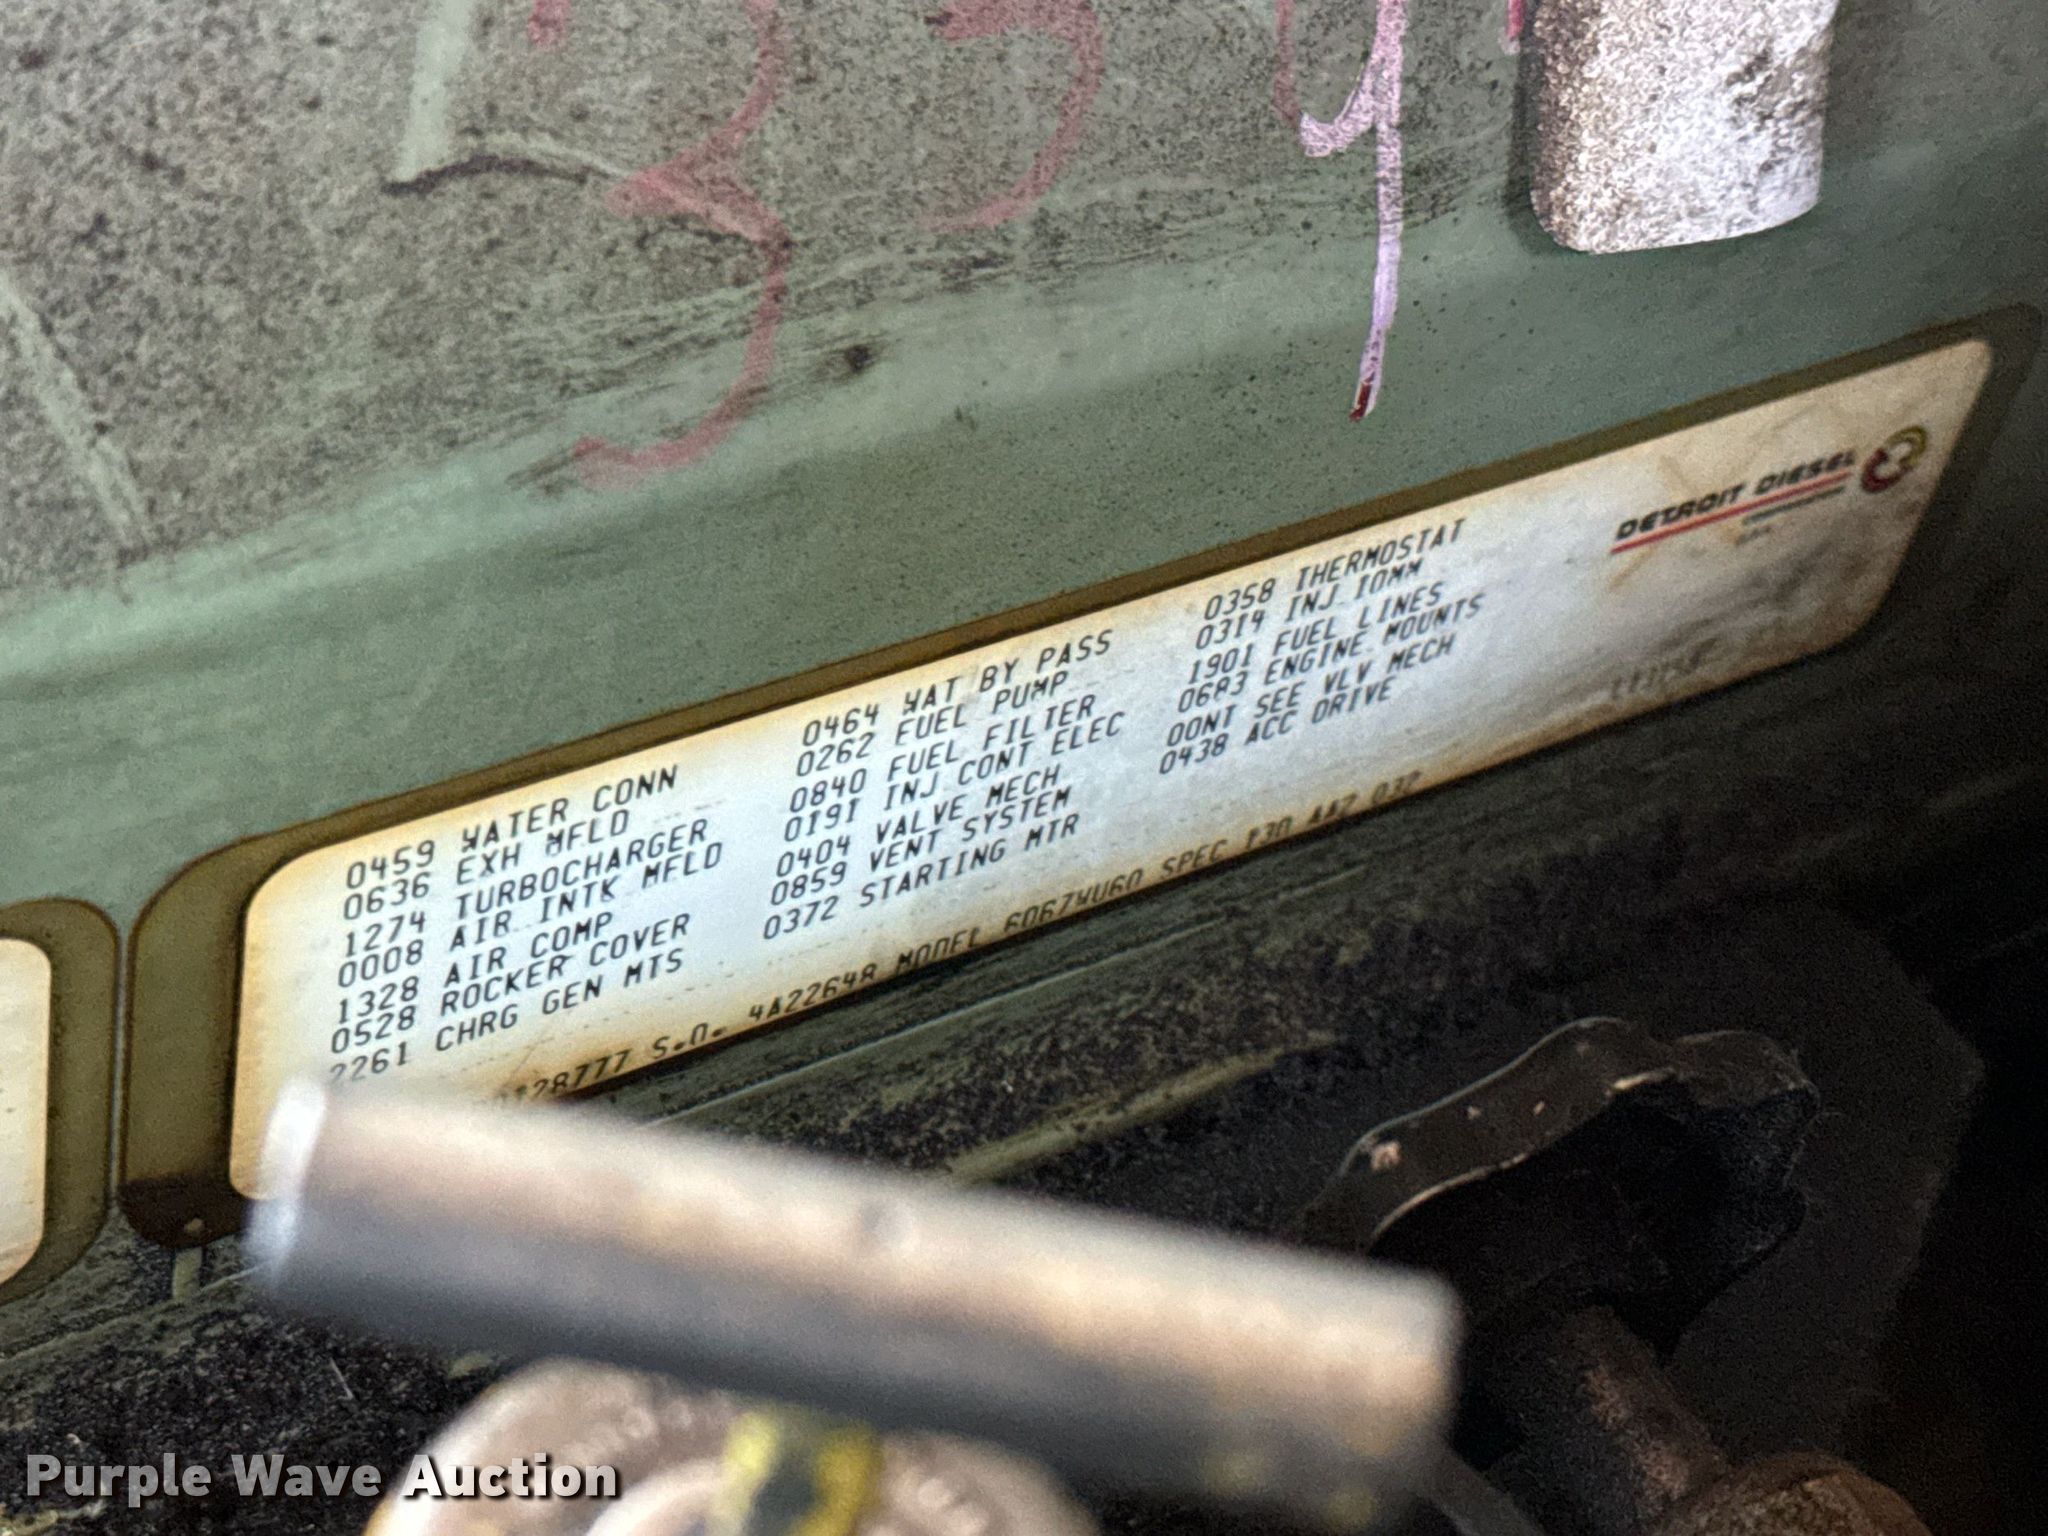 DETROIT DIESEL
0459 WATER CONN
0636 EXH MFLD
1274 TURBOCHARGER
0008 AIR INTK MFLD
1328 AIR COMP
0528 ROCKER COVER
2261 CHRG GEN MTS
0464 WAT BY PASS
0262 FUEL PUMP
0840 FUEL FILTER
0191 INJ CONT ELEC
0404 VALVE MECH
0859 VENT SYSTEM
0372 STARTING MTR
0358 THERMOSTAT
0314 INJ 10MM
1901 FUEL LINES
0683 ENGINE MOUNTS
00NT SEE VLV MECH
0438 ACC DRIVE
S.O. 4A22648 MODEL SPEC
Purple Wave Auction